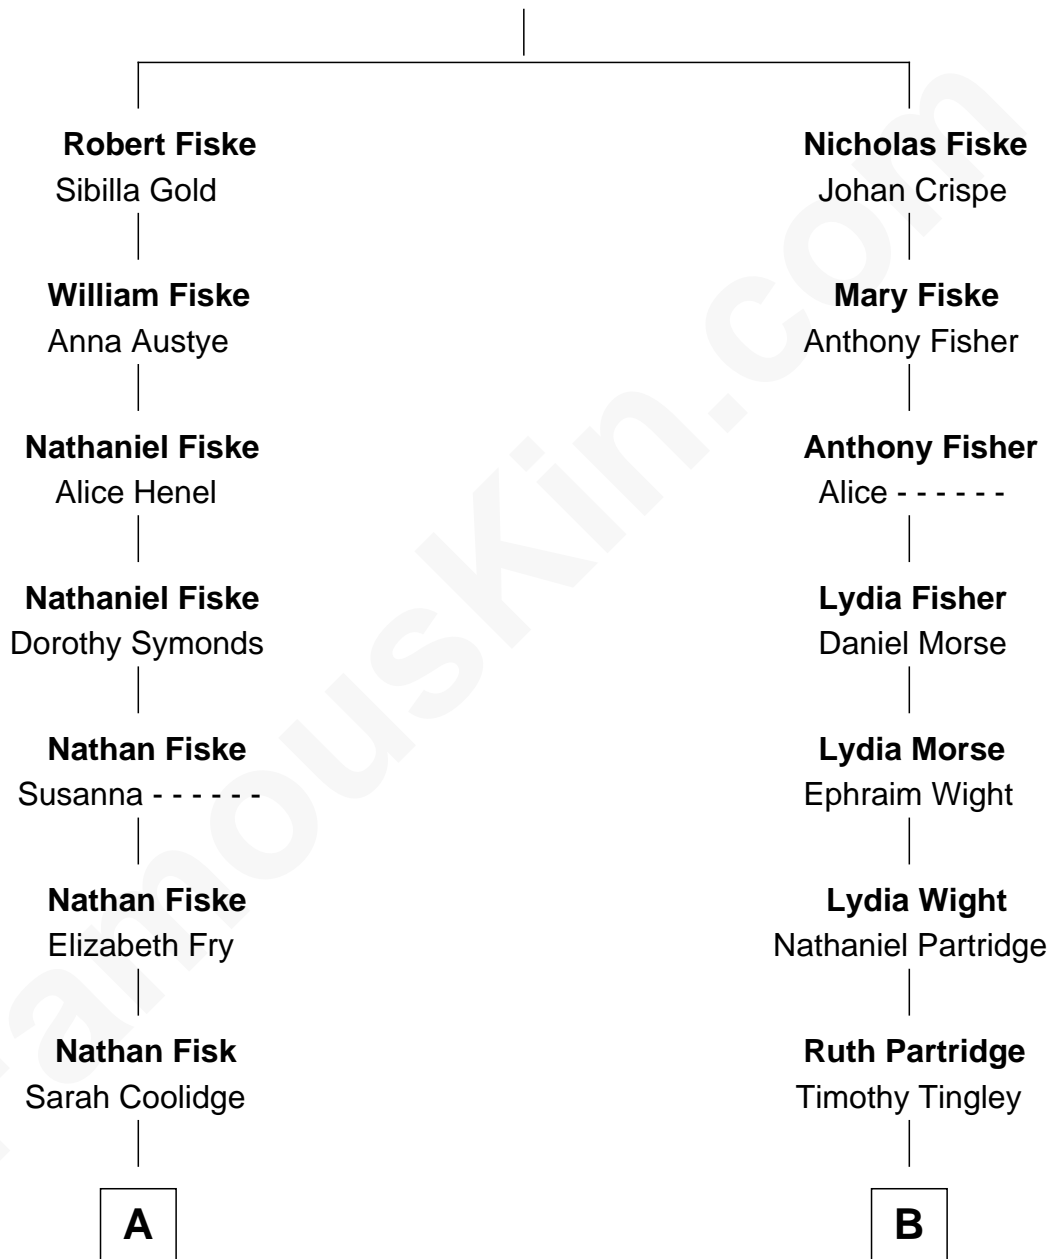 Robert Fiske
Sibilla Gold
William Fiske
Anna Austye
Nathaniel Fiske
Alice Henel
Nathaniel Fiske
Dorothy Symonds
Nathan Fiske
Susanna - - - - - -
Nathan Fiske
Elizabeth Fry
Nathan Fisk
Sarah Coolidge
A
Nicholas Fiske
Johan Crispe
Mary Fiske
Anthony Fisher
Anthony Fisher
Alice - - - - - -
Lydia Fisher
Daniel Morse
Lydia Morse
Ephraim Wight
Lydia Wight
Nathaniel Partridge
Ruth Partridge
Timothy Tingley
B
FamousKin.com